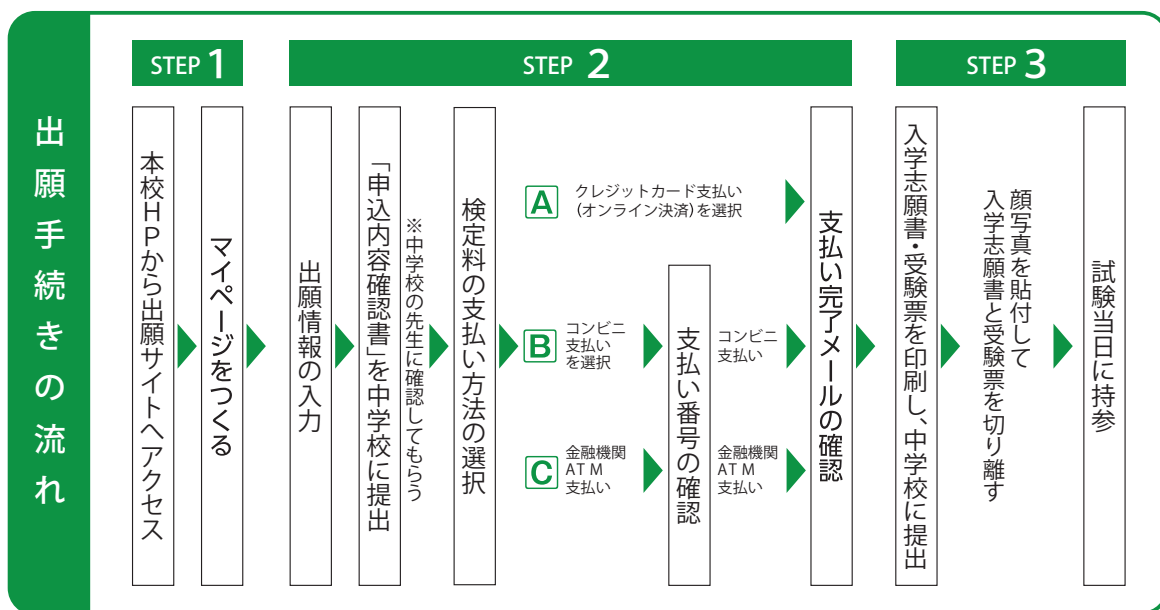 出願手続きの流れ
STEP 1
本校HPから出願サイトへアクセス
マイページをつくる
STEP 2
出願情報の入力
「申込内容確認書」を中学校に提出
※中学校の先生に確認してもらう
検定料の支払い方法の選択
A
クレジットカード支払い
(オンライン決済)を選択
B
コンビニ
支払い
を選択
C
金融機関
ATM
支払い
支払い番号の確認
コンビニ
支払い
金融機関
ATM
支払い
支払い完了メールの確認
STEP 3
入学志願書・受験票を印刷し、中学校に提出
顔写真を貼付して
入学志願書と受験票を切り離す
試験当日に持参